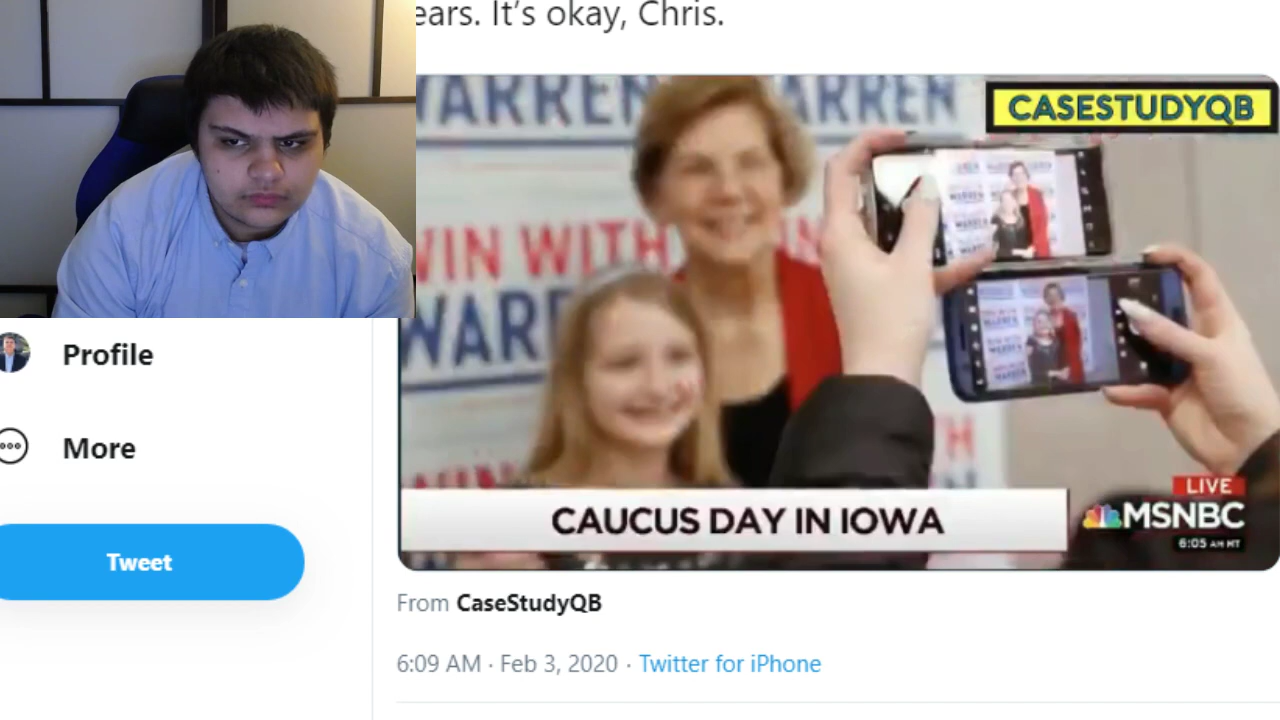 ears. It's okay, Chris.
WARREN WARREN
CASESTUDYQB
WIN WITH
WARR
CAUCUS DAY IN IOWA
LIVE
MSNBC
6:05 AM MT
Profile
More
Tweet
From CaseStudyQB
6:09 AM · Feb 3, 2020 · Twitter for iPhone